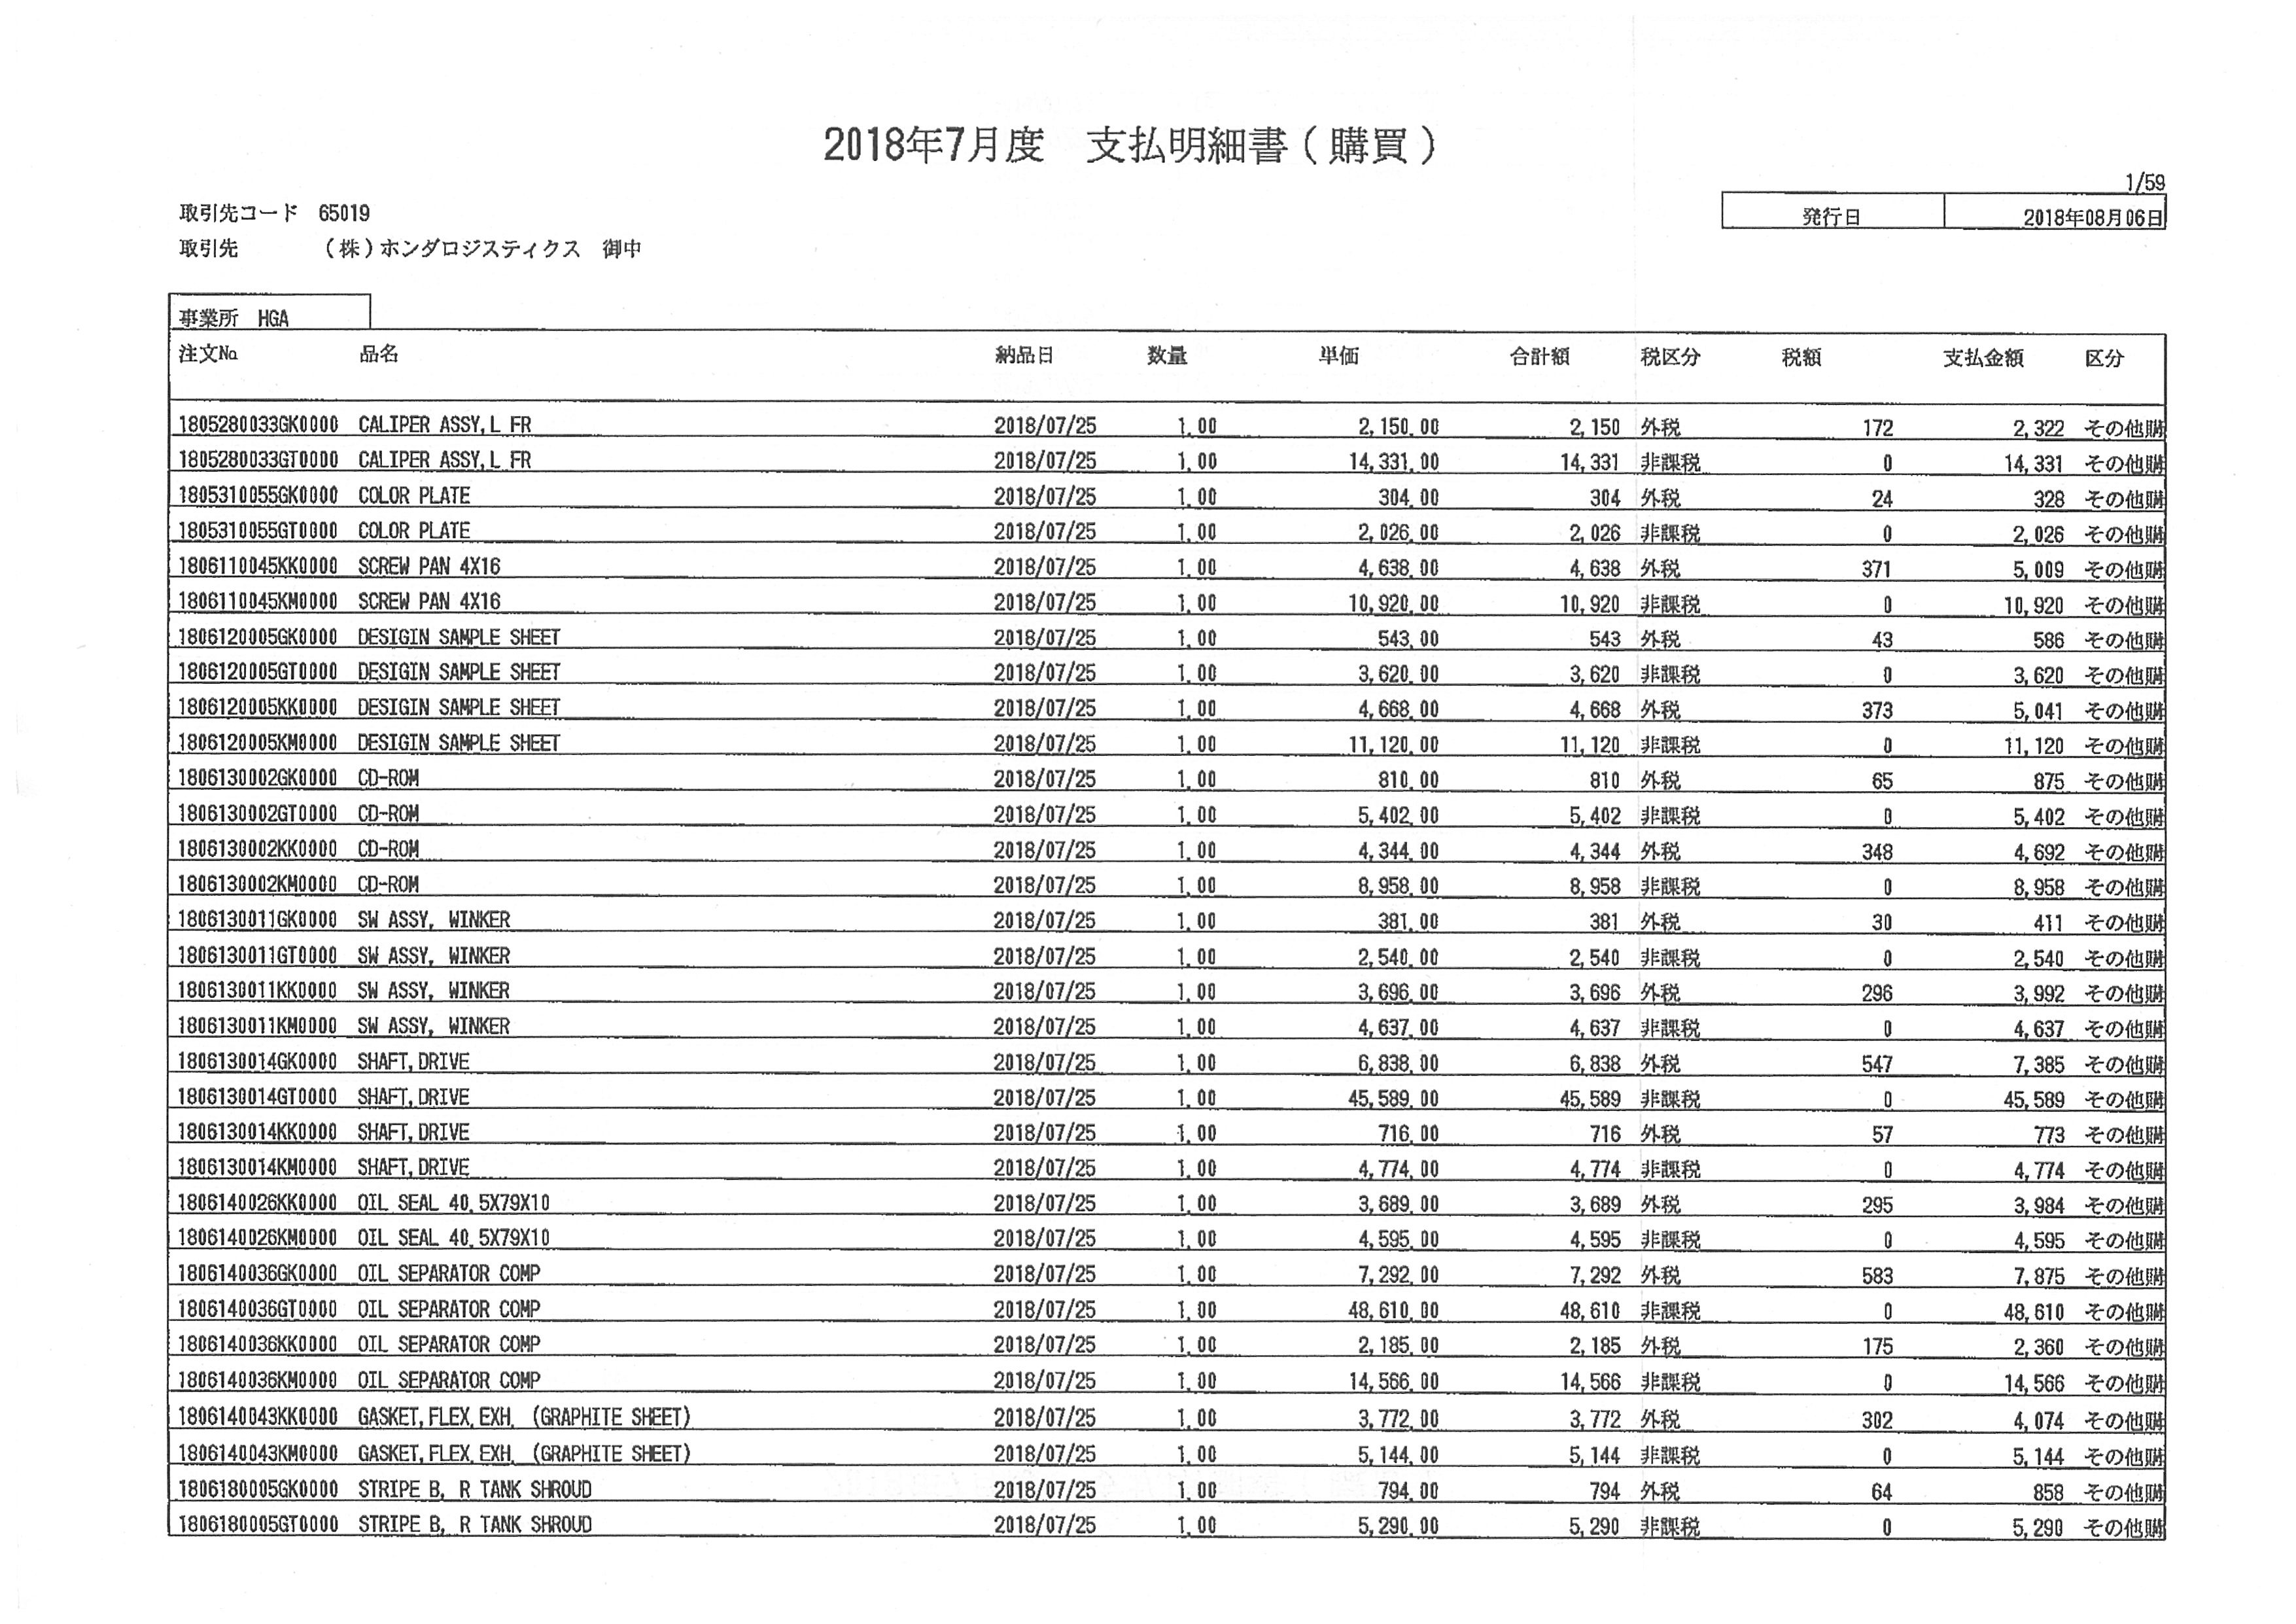 2018年7月度 支払明細書(購買)
1/59
取引先コード 65019
発行日 2018年08月06日
取引先 (株)ホンダロジスティクス 御中
事業所 HGA
注文No 品名 納品日 数量 単価 合計額 税区分 税額 支払金額 区分
1805280033GK0000 CALIPER ASSY,L FR 2018/07/25 1.00 2,150.00 2,150 外税 172 2,322 その他購
1805280033GT0000 CALIPER ASSY,L FR 2018/07/25 1.00 14,331.00 14,331 非課税 0 14,331 その他購
1805310055GK0000 COLOR PLATE 2018/07/25 1.00 304.00 304 外税 24 328 その他購
1805310055GT0000 COLOR PLATE 2018/07/25 1.00 2,026.00 2,026 非課税 0 2,026 その他購
1806110045KK0000 SCREW PAN 4X16 2018/07/25 1.00 4,638.00 4,638 外税 371 5,009 その他購
1806110045KM0000 SCREW PAN 4X16 2018/07/25 1.00 10,920.00 10,920 非課税 0 10,920 その他購
1806120005GK0000 DESIGIN SAMPLE SHEET 2018/07/25 1.00 543.00 543 外税 43 586 その他購
1806120005GT0000 DESIGIN SAMPLE SHEET 2018/07/25 1.00 3,620.00 3,620 非課税 0 3,620 その他購
1806120005KK0000 DESIGIN SAMPLE SHEET 2018/07/25 1.00 4,668.00 4,668 外税 373 5,041 その他購
1806120005KM0000 DESIGIN SAMPLE SHEET 2018/07/25 1.00 11,120.00 11,120 非課税 0 11,120 その他購
1806130002GK0000 CD-ROM 2018/07/25 1.00 810.00 810 外税 65 875 その他購
1806130002GT0000 CD-ROM 2018/07/25 1.00 5,402.00 5,402 非課税 0 5,402 その他購
1806130002KK0000 CD-ROM 2018/07/25 1.00 4,344.00 4,344 外税 348 4,692 その他購
1806130002KM0000 CD-ROM 2018/07/25 1.00 8,958.00 8,958 非課税 0 8,958 その他購
1806130011GK0000 SW ASSY, WINKER 2018/07/25 1.00 381.00 381 外税 30 411 その他購
1806130011GT0000 SW ASSY, WINKER 2018/07/25 1.00 2,540.00 2,540 非課税 0 2,540 その他購
1806130011KK0000 SW ASSY, WINKER 2018/07/25 1.00 3,696.00 3,696 外税 296 3,992 その他購
1806130011KM0000 SW ASSY, WINKER 2018/07/25 1.00 4,637.00 4,637 非課税 0 4,637 その他購
1806130014GK0000 SHAFT,DRIVE 2018/07/25 1.00 6,838.00 6,838 外税 547 7,385 その他購
1806130014GT0000 SHAFT,DRIVE 2018/07/25 1.00 45,589.00 45,589 非課税 0 45,589 その他購
1806130014KK0000 SHAFT,DRIVE 2018/07/25 1.00 716.00 716 外税 57 773 その他購
1806130014KM0000 SHAFT,DRIVE 2018/07/25 1.00 4,774.00 4,774 非課税 0 4,774 その他購
1806140026KK0000 OIL SEAL 40.5X79X10 2018/07/25 1.00 3,689.00 3,689 外税 295 3,984 その他購
1806140026KM0000 OIL SEAL 40.5X79X10 2018/07/25 1.00 4,595.00 4,595 非課税 0 4,595 その他購
1806140036GK0000 OIL SEPARATOR COMP 2018/07/25 1.00 7,292.00 7,292 外税 583 7,875 その他購
1806140036GT0000 OIL SEPARATOR COMP 2018/07/25 1.00 48,610.00 48,610 非課税 0 48,610 その他購
1806140036KK0000 OIL SEPARATOR COMP 2018/07/25 1.00 2,185.00 2,185 外税 175 2,360 その他購
1806140036KM0000 OIL SEPARATOR COMP 2018/07/25 1.00 14,566.00 14,566 非課税 0 14,566 その他購
1806140043KK0000 GASKET,FLEX.EXH. (GRAPHITE SHEET) 2018/07/25 1.00 3,772.00 3,772 外税 302 4,074 その他購
1806140043KM0000 GASKET,FLEX.EXH. (GRAPHITE SHEET) 2018/07/25 1.00 5,144.00 5,144 非課税 0 5,144 その他購
1806180005GK0000 STRIPE B, R TANK SHROUD 2018/07/25 1.00 794.00 794 外税 64 858 その他購
1806180005GT0000 STRIPE B, R TANK SHROUD 2018/07/25 1.00 5,290.00 5,290 非課税 0 5,290 その他購